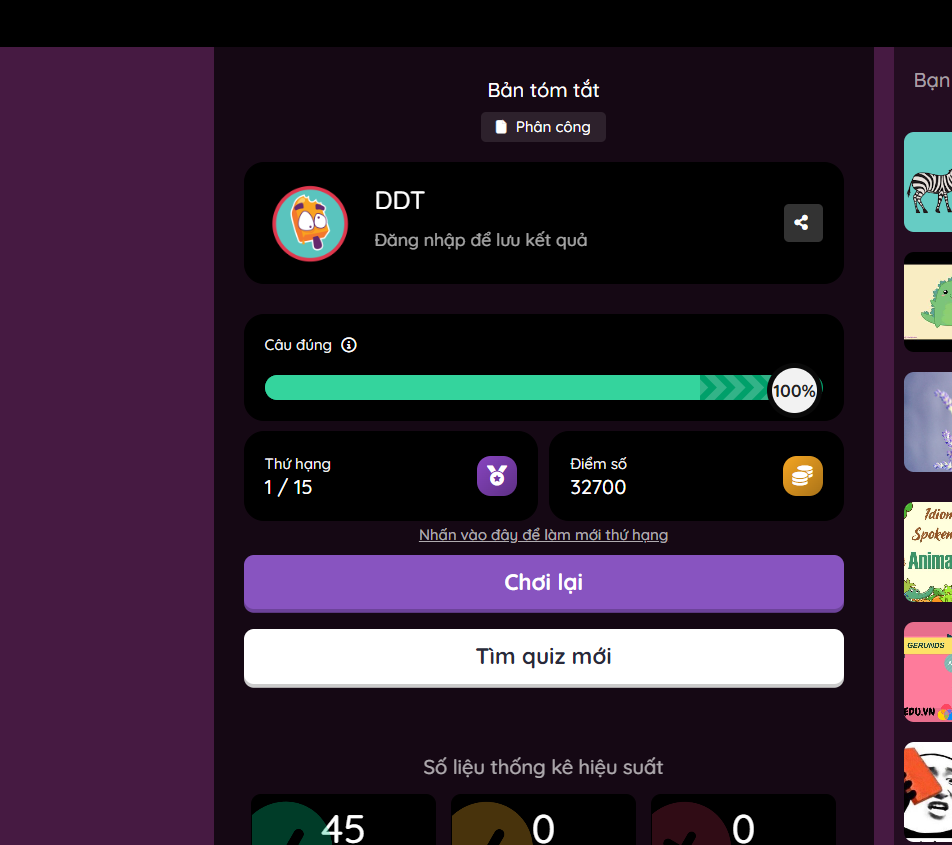 Bản tóm tắt
Phân công
DDT
Đăng nhập để lưu kết quả
Câu đúng
100%
Thứ hạng
1 / 15
Điểm số
32700
Nhấn vào đây để làm mới thứ hạng
Chơi lại
Tìm quiz mới
Số liệu thống kê hiệu suất
45
0
0
Bạn
Idiom
Spoken
Anima
GERUNDS
EDU.VN